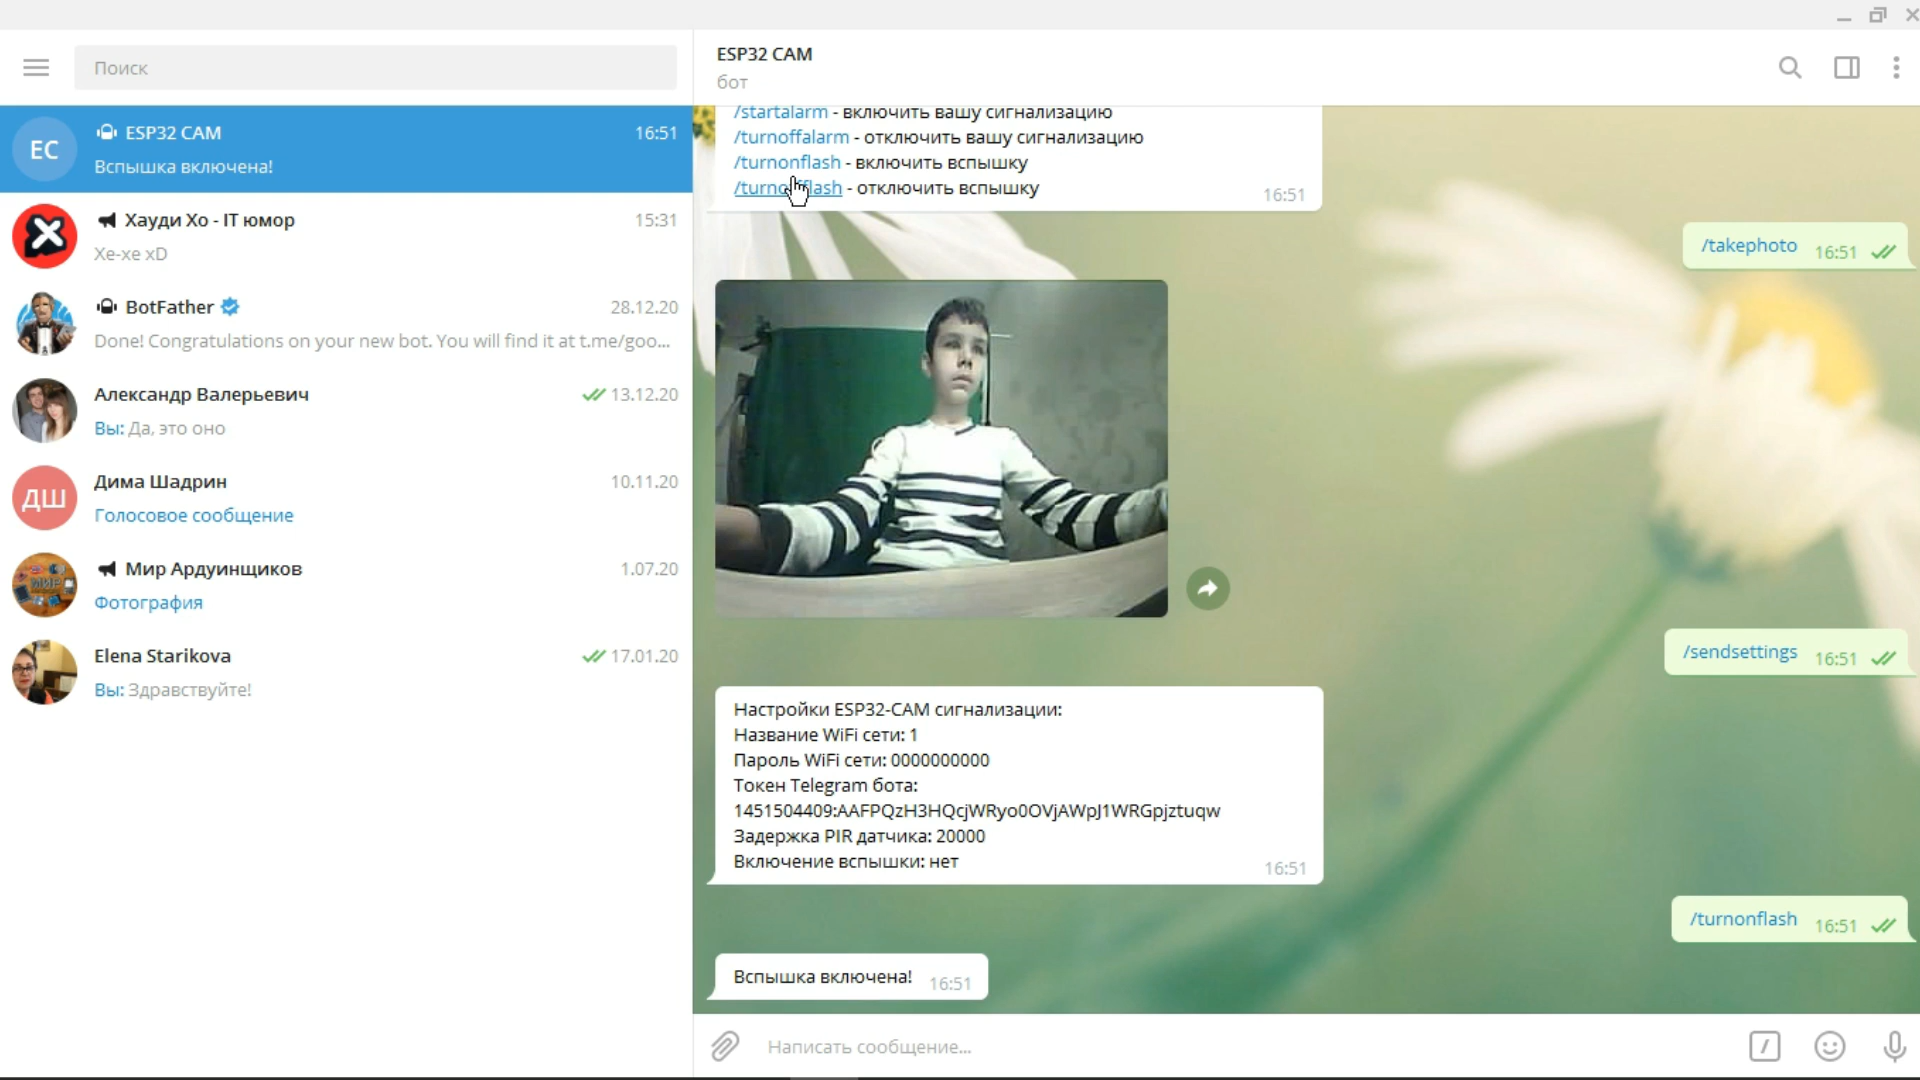 Поиск
EC
ESP32 CAM
16:51
Вспышка включена!
Хауди Хо - IT юмор
15:31
Хе-хе xD
BotFather
28.12.20
Done! Congratulations on your new bot. You will find it at t.me/goo...
Александр Валерьевич
13.12.20
Вы: Да, это оно
ДШ
Дима Шадрин
10.11.20
Голосовое сообщение
Мир Ардуинщиков
1.07.20
Фотография
Elena Starikova
17.01.20
Вы: Здравствуйте!
ESP32 CAM
бот
/startalarm - включить вашу сигнализацию
/turnoffalarm - отключить вашу сигнализацию
/turnonflash - включить вспышку
/turnoffflash - отключить вспышку
16:51
/takephoto 16:51
/sendsettings 16:51
Настройки ESP32-CAM сигнализации:
Название WiFi сети: 1
Пароль WiFi сети: 0000000000
Токен Telegram бота:
1451504409:AAFPQzH3HQcjWRyo0OVjAWpJ1WRGpjztuqw
Задержка PIR датчика: 20000
Включение вспышки: нет
16:51
/turnonflash 16:51
Вспышка включена! 16:51
Написать сообщение...